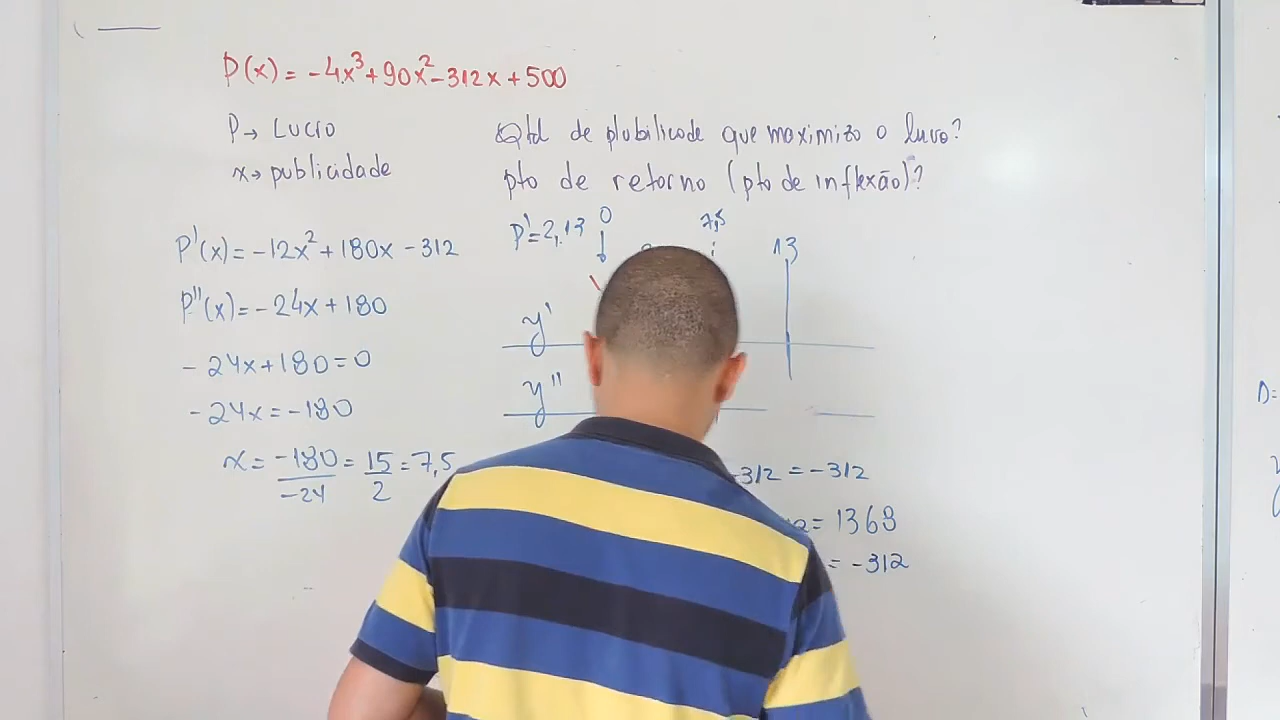 P(x) = -4x³ + 90x² - 312x + 500
P → Lucro
x → publicidade
Qtd de plubilicade que maximiza o lucro?
pto de retorno (pto de inflexão)?
P'(x) = -12x² + 180x - 312
P''(x) = -24x + 180
-24x + 180 = 0
-24x = -180
x = -180/-24 = 15/2 = 7,5
P' = 2, 13
0
7,5
13
y'
y''
-312 = -312
= 1368
= -312
D=